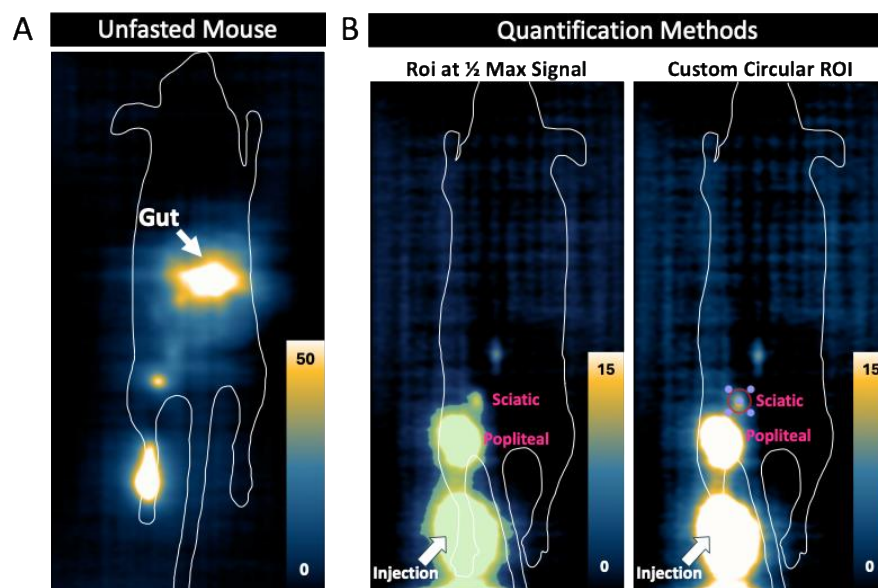 A
Unfasted Mouse
Gut
50
0
B
Quantification Methods
Roi at ½ Max Signal
Sciatic
Popliteal
Injection
15
0
Custom Circular ROI
Sciatic
Popliteal
Injection
15
0